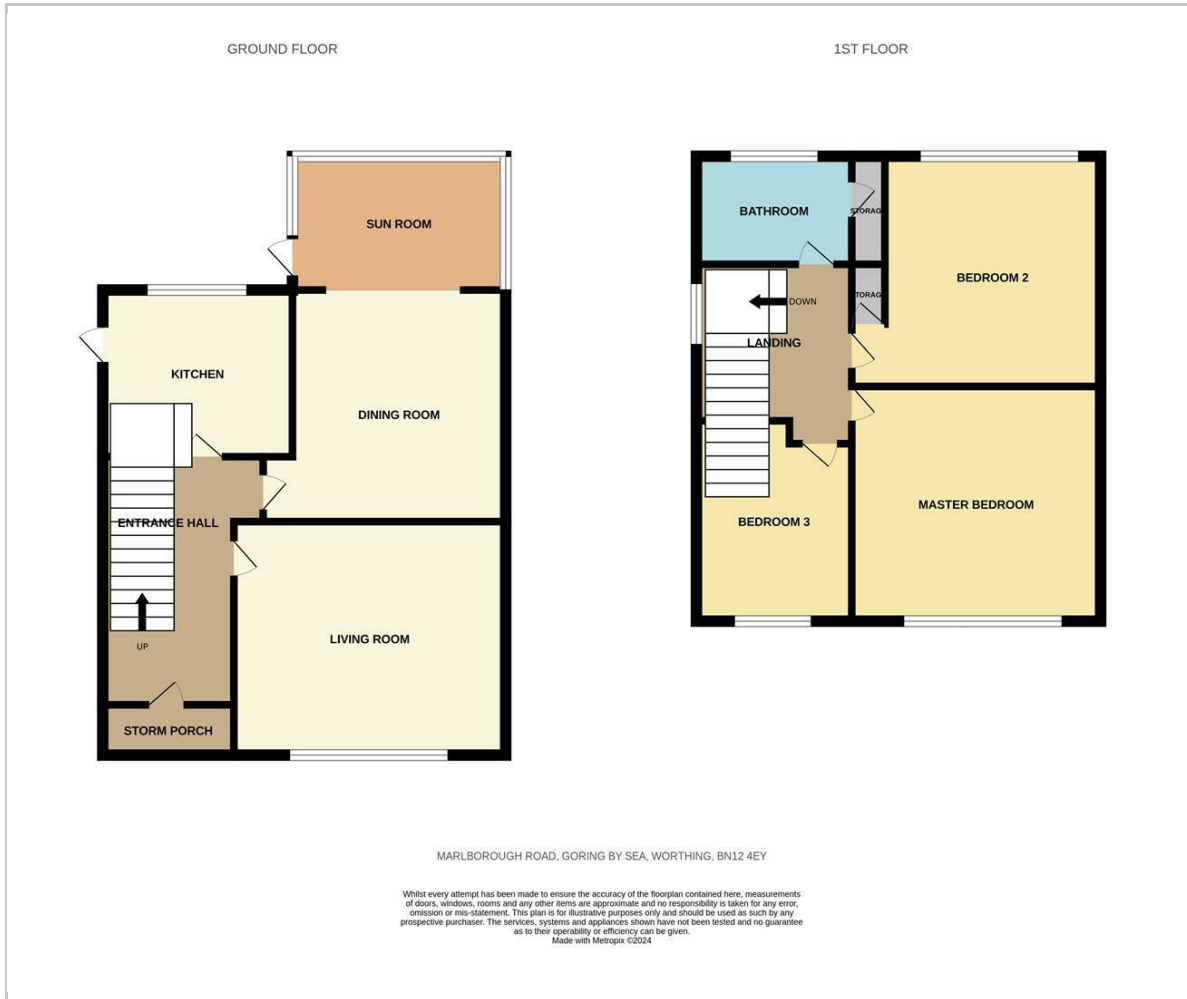 GROUND FLOOR
1ST FLOOR
SUN ROOM
KITCHEN
DINING ROOM
ENTRANCE HALL
UP
LIVING ROOM
STORM PORCH
BATHROOM
STORAG
BEDROOM 2
TORAG
DOWN
LANDING
MASTER BEDROOM
BEDROOM 3
MARLBOROUGH ROAD, GORING BY SEA, WORTHING, BN12 4EY
Whilst every attempt has been made to ensure the accuracy of the floorplan contained here, measurements
of doors, windows, rooms and any other items are approximate and no responsibility is taken for any error,
omission or mis-statement. This plan is for illustrative purposes only and should be used as such by any
prospective purchaser. The services, systems and appliances shown have not been tested and no guarantee
as to their operability or efficiency can be given.
Made with Metropix ©2024